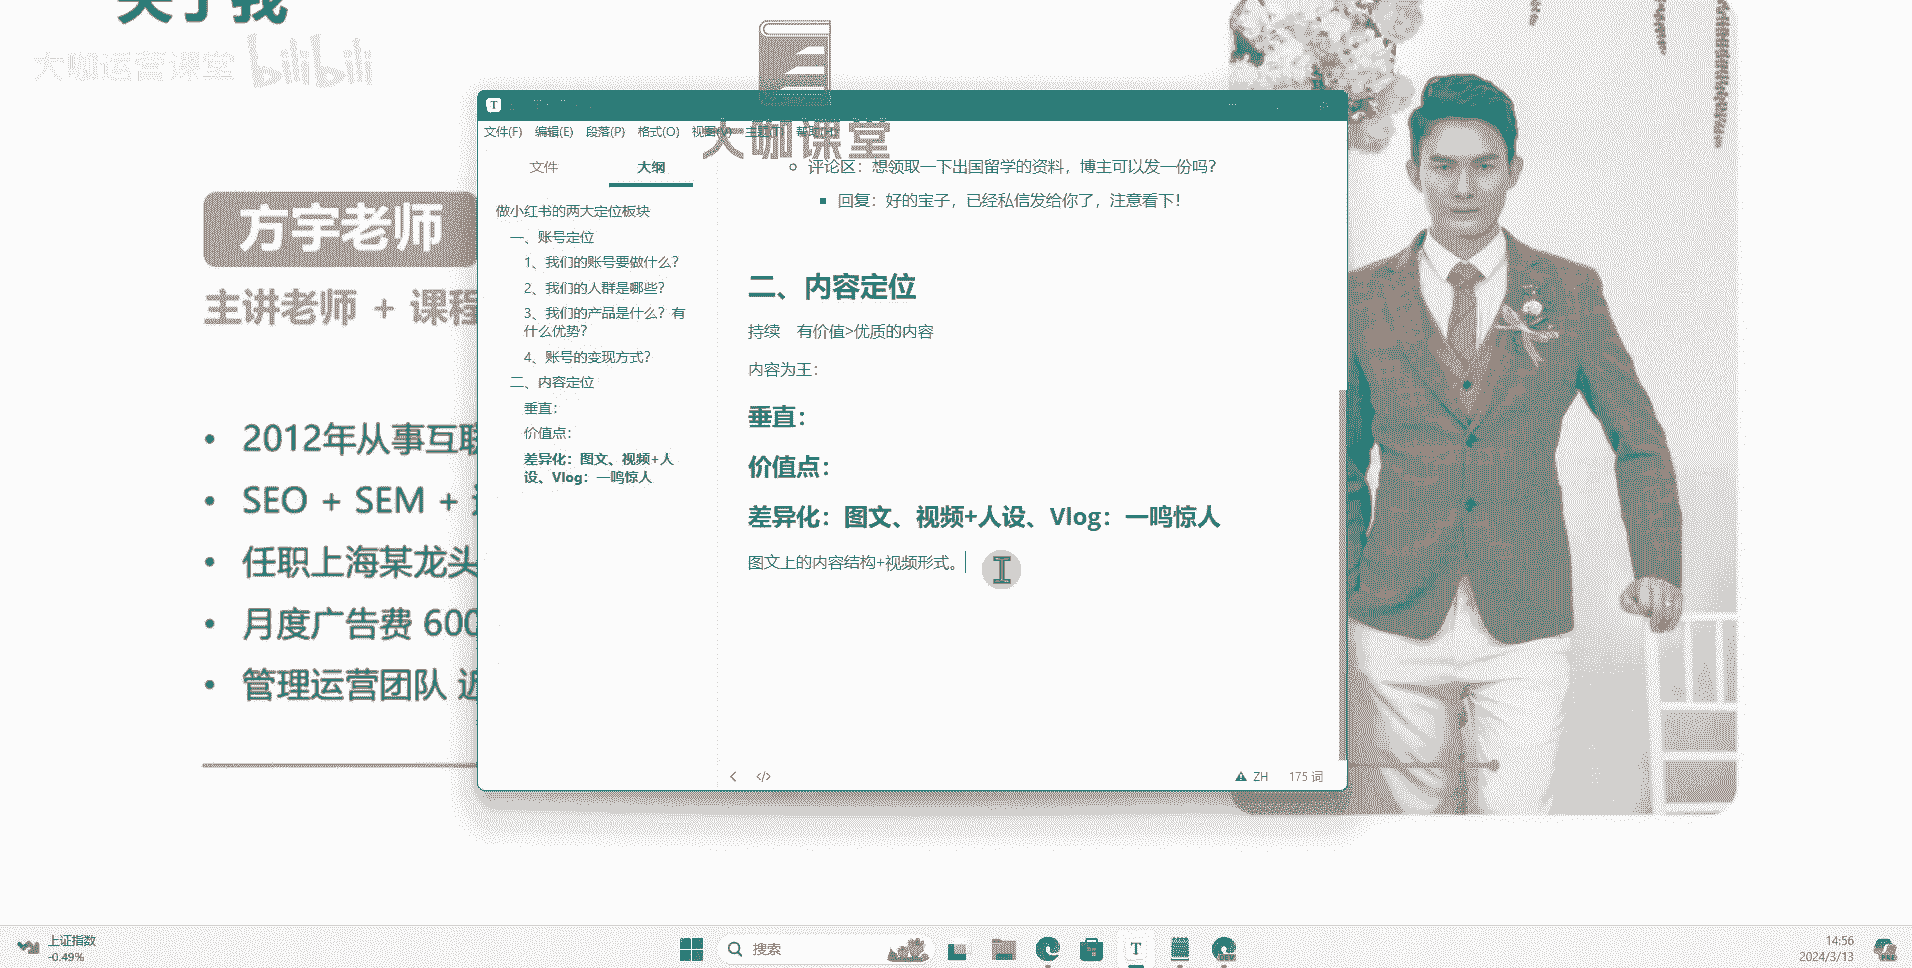 关于我
大咖运营课堂 bilibili
大咖课堂
方宇老师
主讲老师 + 课程
2012年从事互联
SEO + SEM +
任职上海某龙头
月度广告费 600
管理运营团队 近
T
文件(F) 编辑(E) 段落(P) 格式(O) 视图(V) 主题(T) 帮助(H)
文件 大纲
做小红书的两大定位板块
一、账号定位
1、我们的账号要做什么？
2、我们的人群是哪些？
3、我们的产品是什么？有
什么优势？
4、账号的变现方式？
二、内容定位
垂直：
价值点：
差异化：图文、视频+人
设、Vlog：一鸣惊人
评论区：想领取一下出国留学的资料，博主可以发一份吗？
回复：好的宝子，已经私信发给你了，注意看下！
二、内容定位
持续 有价值>优质的内容
内容为王：
垂直：
价值点：
差异化：图文、视频+人设、Vlog：一鸣惊人
图文上的内容结构+视频形式。
</> ZH 175 词
上证指数
-0.49%
搜索
T
DEV
14:56
2024/3/13